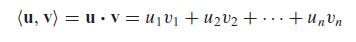 ⟨u, v⟩ = u · v = u₁v₁ + u₂v₂ + · · · + uₙvₙ